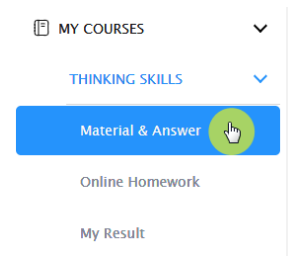 MY COURSES
THINKING SKILLS
Material & Answer
Online Homework
My Result